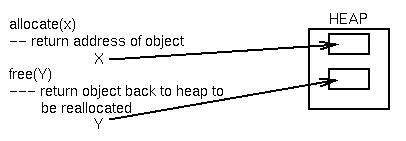 allocate(x)
-- return address of object
X
free(Y)
--- return object back to heap to
be reallocated
Y
HEAP